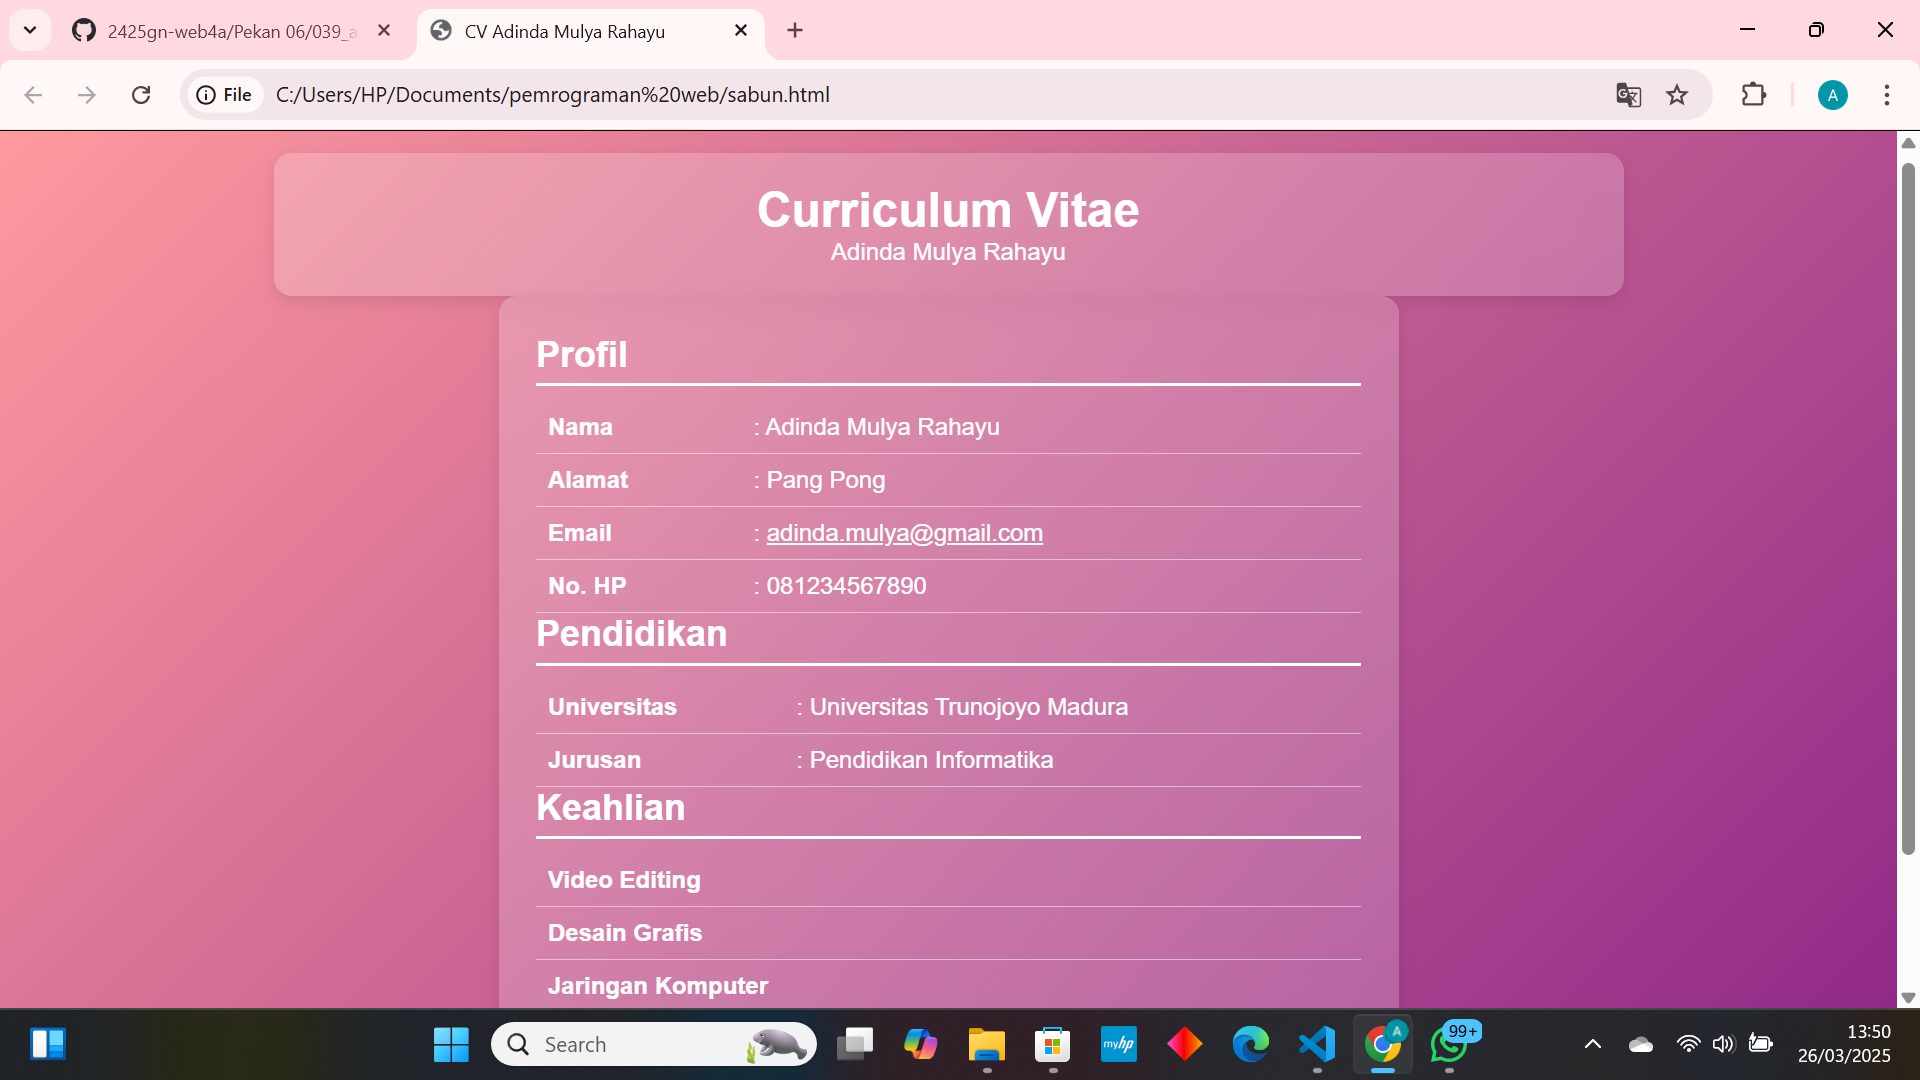 2425gn-web4a/Pekan 06/039_a
CV Adinda Mulya Rahayu
File
C:/Users/HP/Documents/pemrograman%20web/sabun.html
A
Curriculum Vitae
Adinda Mulya Rahayu
Profil
Nama : Adinda Mulya Rahayu
Alamat : Pang Pong
Email : adinda.mulya@gmail.com
No. HP : 081234567890
Pendidikan
Universitas : Universitas Trunojoyo Madura
Jurusan : Pendidikan Informatika
Keahlian
Video Editing
Desain Grafis
Jaringan Komputer
Search
myhp
A
99+
13:50
26/03/2025